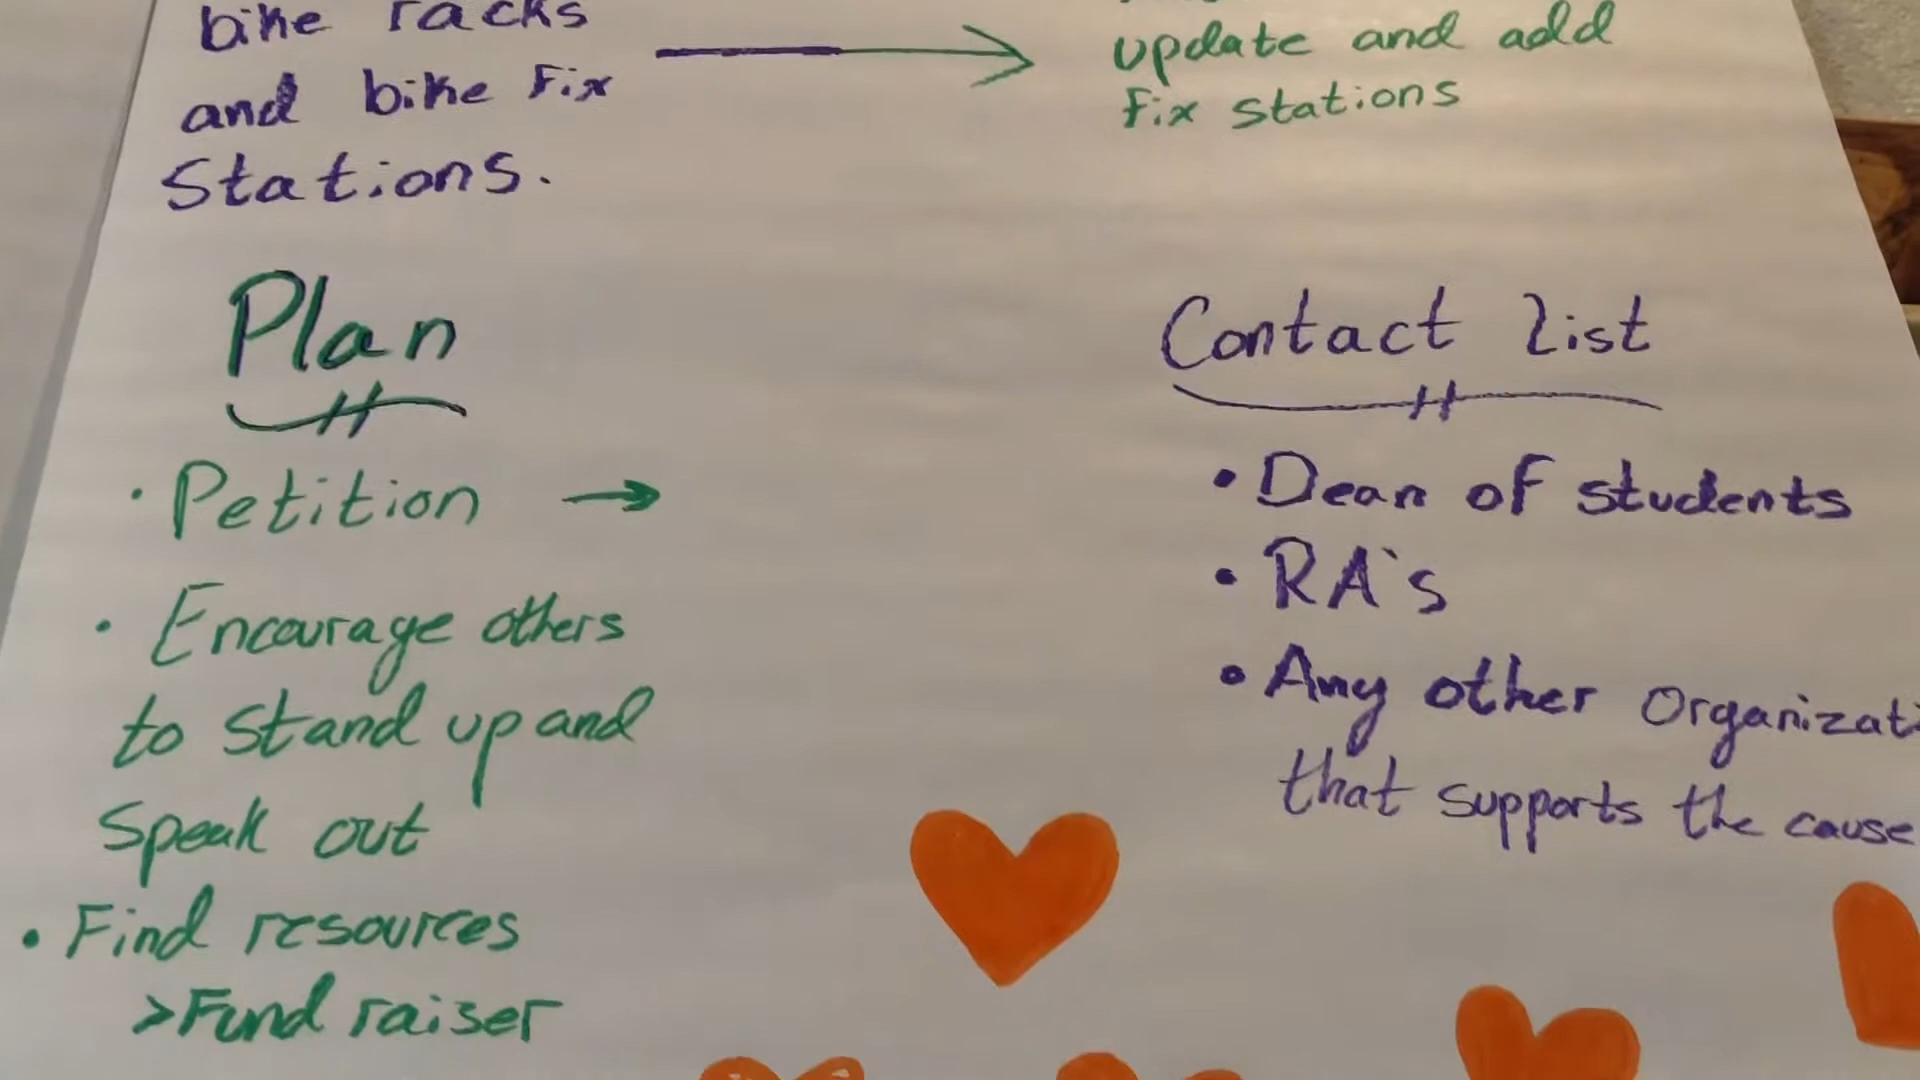 bike racks
and bike Fix
Stations.
update and add
Fix stations
Plan
• Petition →
• Encourage others
to stand up and
Speak out
• Find resources
>Fund raiser
Contact list
• Dean of students
• RA's
• Any other Organizati
that supports the cause